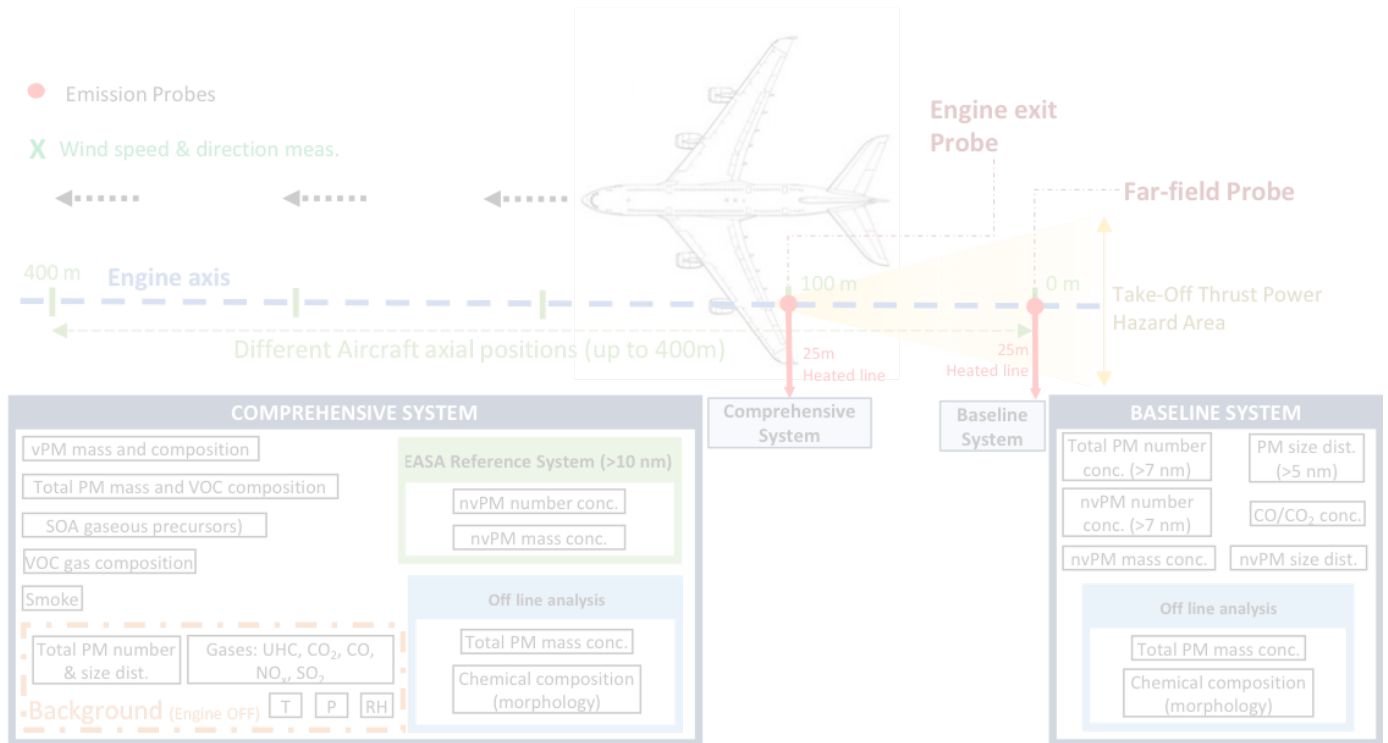 Emission Probes
X Wind speed & direction meas.
Engine exit
Probe
Far-field Probe
400 m
Engine axis
100 m
0 m
Take-Off Thrust Power
Hazard Area
Different Aircraft axial positions (up to 400m)
25m
Heated line
25m
Heated line
Comprehensive
System
Baseline
System
COMPREHENSIVE SYSTEM
vPM mass and composition
Total PM mass and VOC composition
SOA gaseous precursors)
VOC gas composition
Smoke
EASA Reference System (>10 nm)
nvPM number conc.
nvPM mass conc.
Off line analysis
Total PM mass conc.
Chemical composition
(morphology)
Total PM number
& size dist.
Gases: UHC, CO₂, CO,
NOₓ, SO₂
Background (Engine OFF)
T
P
RH
BASELINE SYSTEM
Total PM number
conc. (>7 nm)
PM size dist.
(>5 nm)
nvPM number
conc. (>7 nm)
CO/CO₂ conc.
nvPM mass conc.
nvPM size dist.
Off line analysis
Total PM mass conc.
Chemical composition
(morphology)